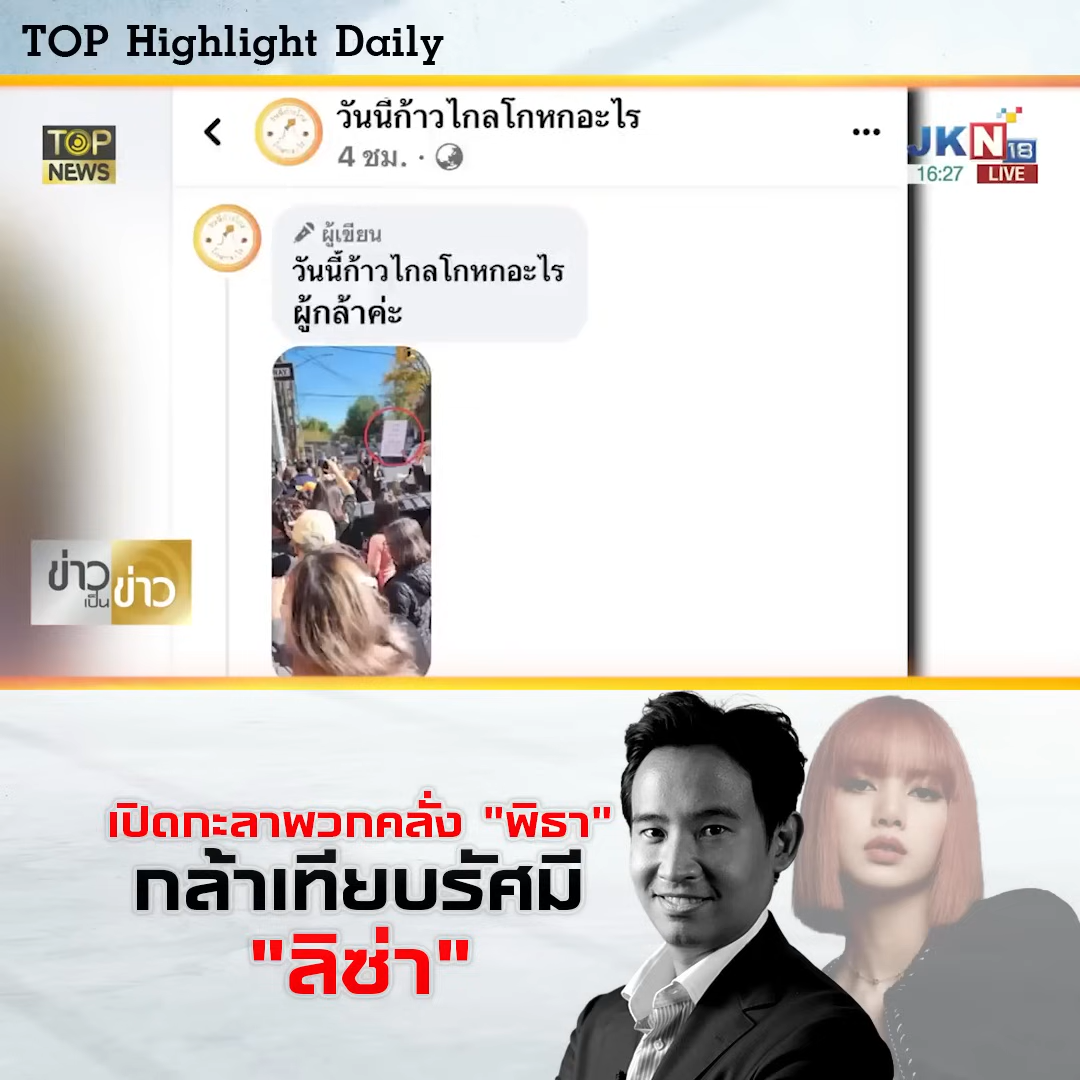 TOP Highlight Daily
TOP
NEWS
วันนี้ก้าวไกลโกหกอะไร
4 ชม. ·
JKN18
16:27 LIVE
ผู้เขียน
วันนี้ก้าวไกลโกหกอะไร
ผู้กล้าค่ะ
ข่าว
เป็น
ข่าว
เปิดกะลาพวกคลั่ง "พิธา"
กล้าเทียบรัศมี
"ลิซ่า"